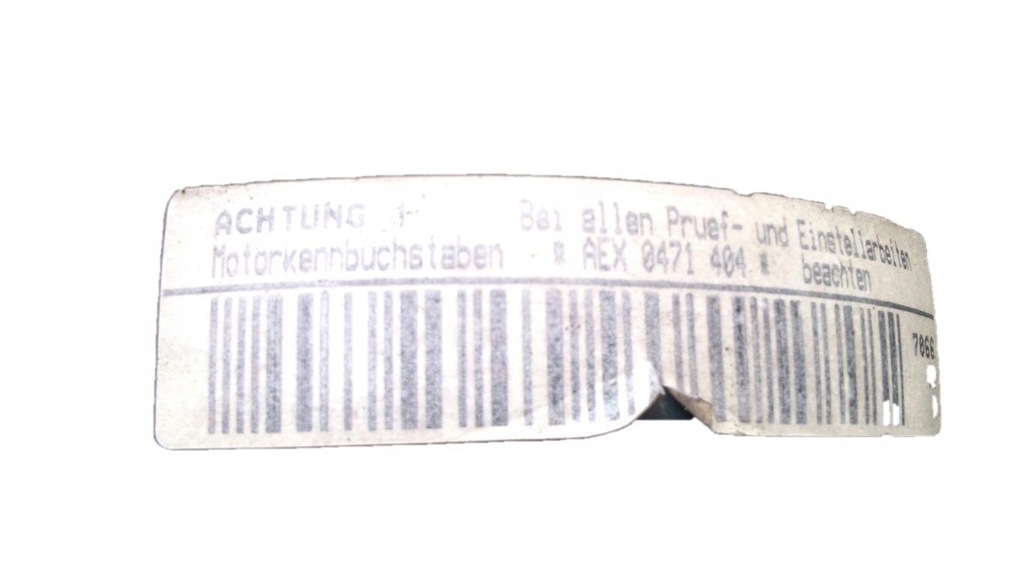 ACHTUNG ! Bei allen Pruef- und Einstellarbeiten
Motorkennbuchstaben * AEX 0471 404 * beachten
7066